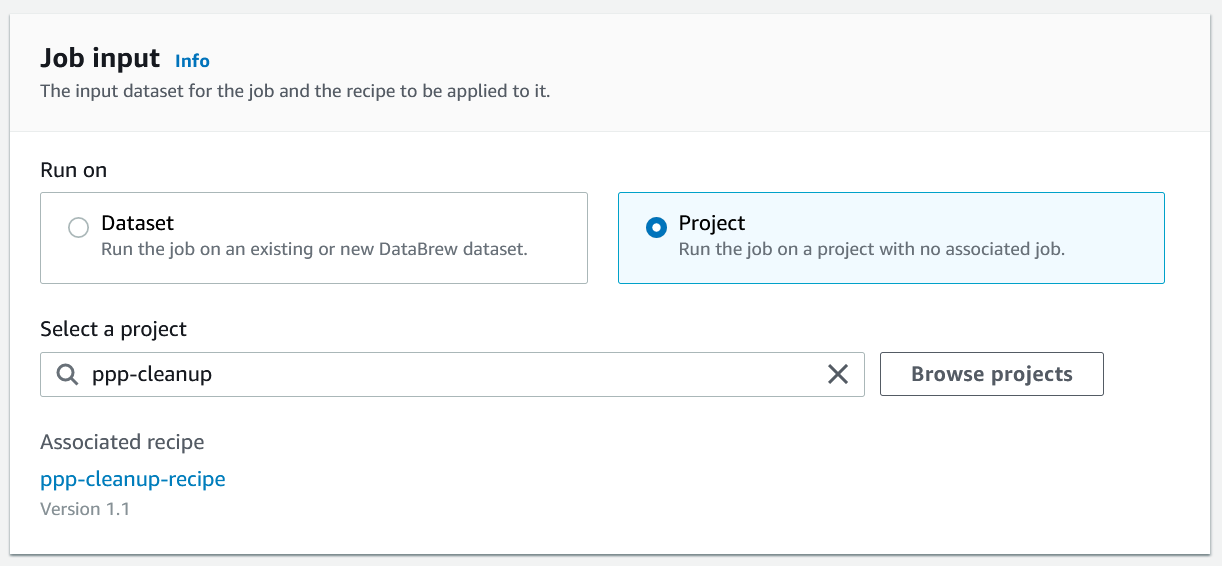 Job input Info
The input dataset for the job and the recipe to be applied to it.
Run on
Dataset
Run the job on an existing or new DataBrew dataset.
Project
Run the job on a project with no associated job.
Select a project
ppp-cleanup
Browse projects
Associated recipe
ppp-cleanup-recipe
Version 1.1